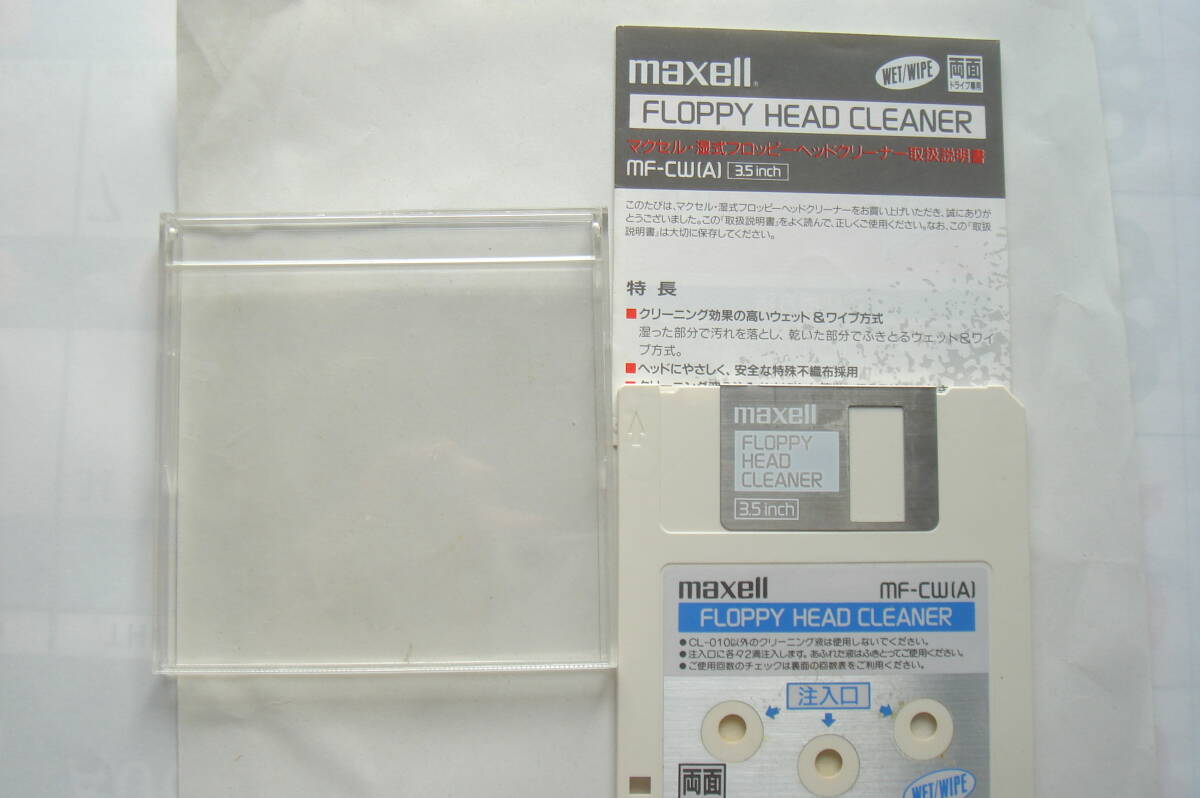 maxell®
WET/WIPE
両面
ドライブ専用
FLOPPY HEAD CLEANER
マクセル・湿式フロッピーヘッドクリーナー取扱説明書
MF-CW(A) 3.5 inch
このたびは、マクセル・湿式フロッピーヘッドクリーナーをお買い上げいただき、誠にありが
とうございました。この「取扱説明書」をよく読んで、正しくご使用ください。なお、この「取扱
説明書」は大切に保存してください。
特長
■クリーニング効果の高いウェット&ワイプ方式
湿った部分で汚れを落とし、乾いた部分でふきとるウェット&ワイ
プ方式。
■ヘッドにやさしく、安全な特殊不織布採用
maxell
FLOPPY
HEAD
CLEANER
3.5 inch
maxell MF-CW(A)
FLOPPY HEAD CLEANER
●CL-010以外のクリーニング液は使用しないでください。
●注入口に各々2滴注入します。あふれた液はふきとってご使用ください。
●ご使用回数のチェックは裏面の回数表をご利用ください。
注入口
両面
WET/WIPE